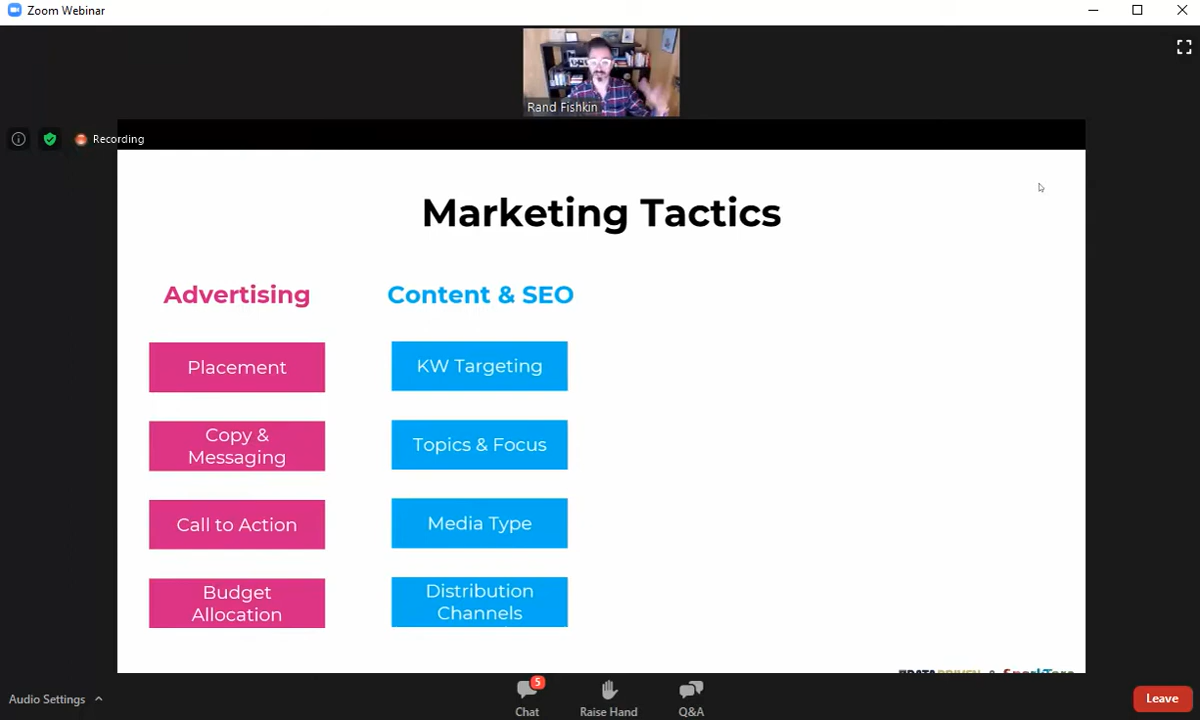 Zoom Webinar
Rand Fishkin
Recording
Marketing Tactics
Advertising
Content & SEO
Placement
KW Targeting
Copy &
Messaging
Topics & Focus
Call to Action
Media Type
Budget
Allocation
Distribution
Channels
Audio Settings
5
Chat
Raise Hand
Q&A
Leave